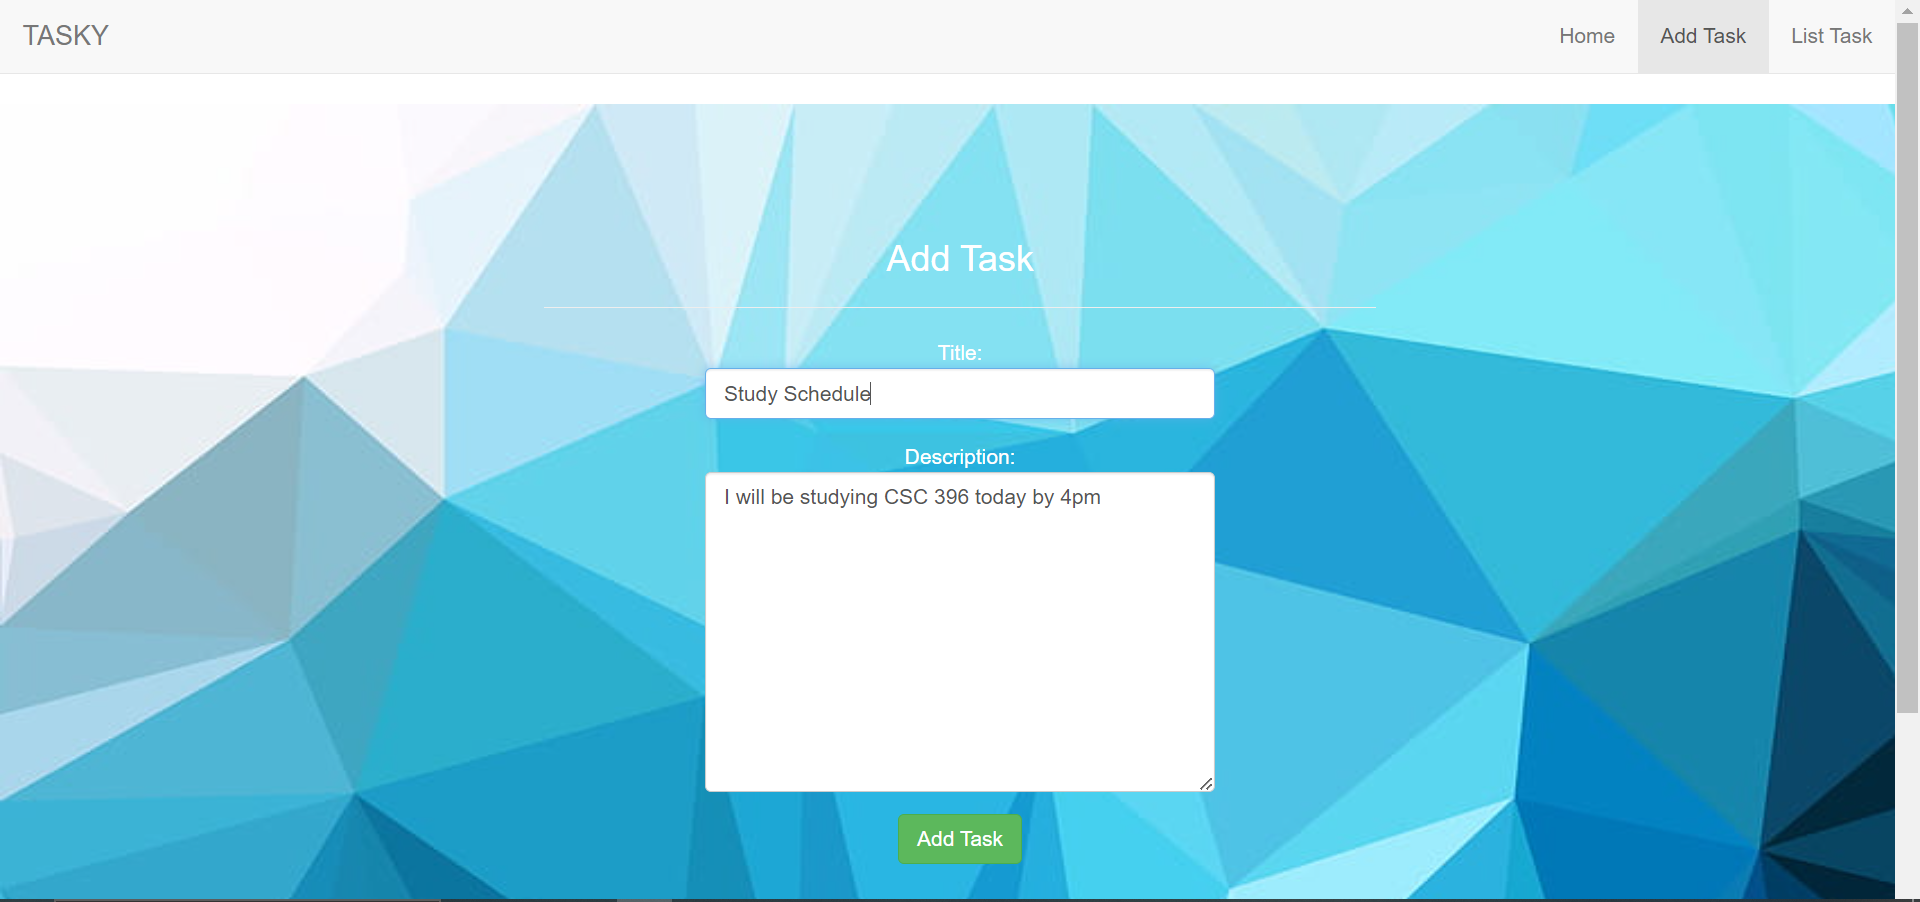 TASKY
Home
Add Task
List Task
Add Task
Title:
Study Schedule
Description:
I will be studying CSC 396 today by 4pm
Add Task